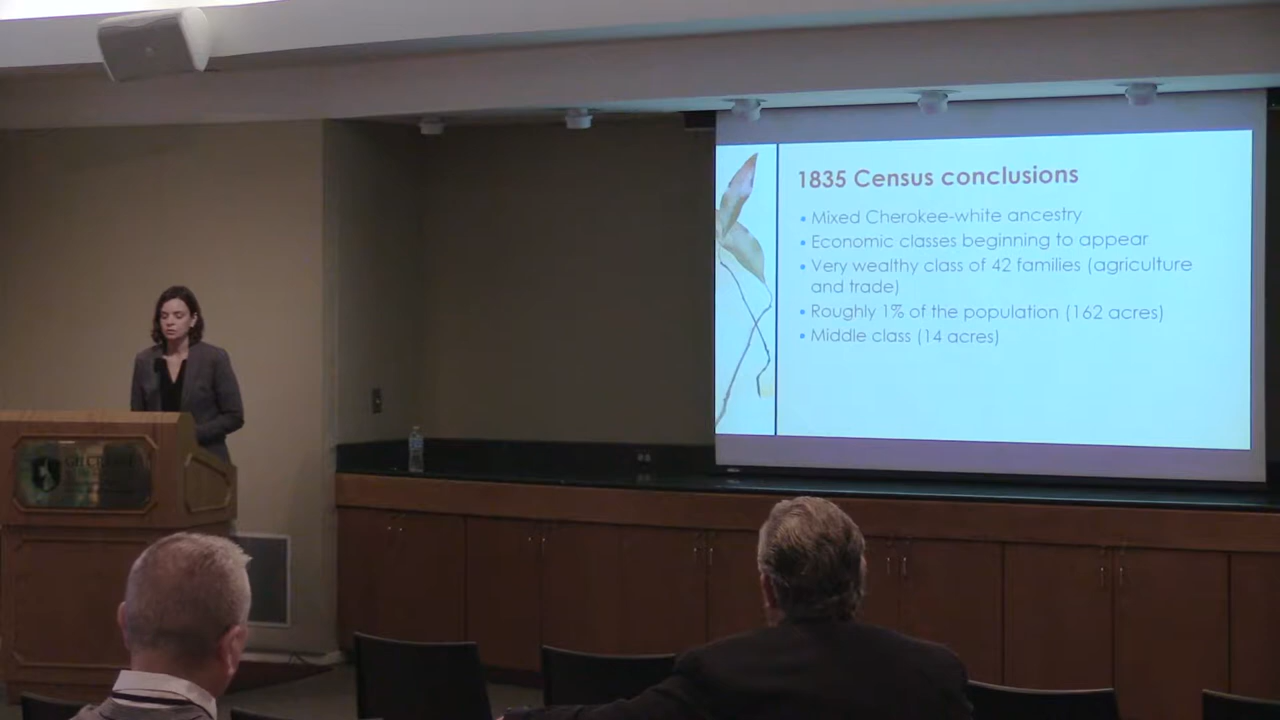 1835 Census conclusions
• Mixed Cherokee-white ancestry
• Economic classes beginning to appear
• Very wealthy class of 42 families (agriculture
and trade)
• Roughly 1% of the population (162 acres)
• Middle class (14 acres)